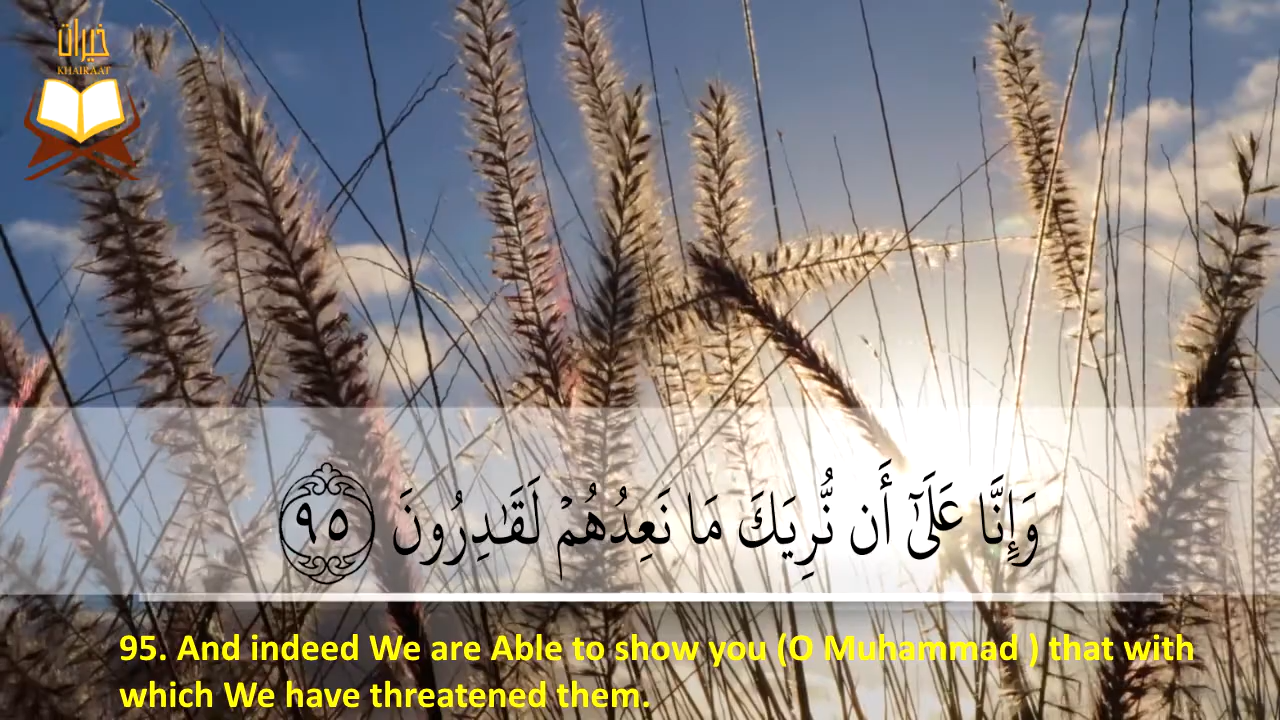 خيرات
KHAIRAAT
وَإِنَّا عَلَىٰٓ أَن نُّرِيَكَ مَا نَعِدُهُمْ لَقَـٰدِرُونَ ٩٥
95. And indeed We are Able to show you (O Muhammad ) that with
which We have threatened them.